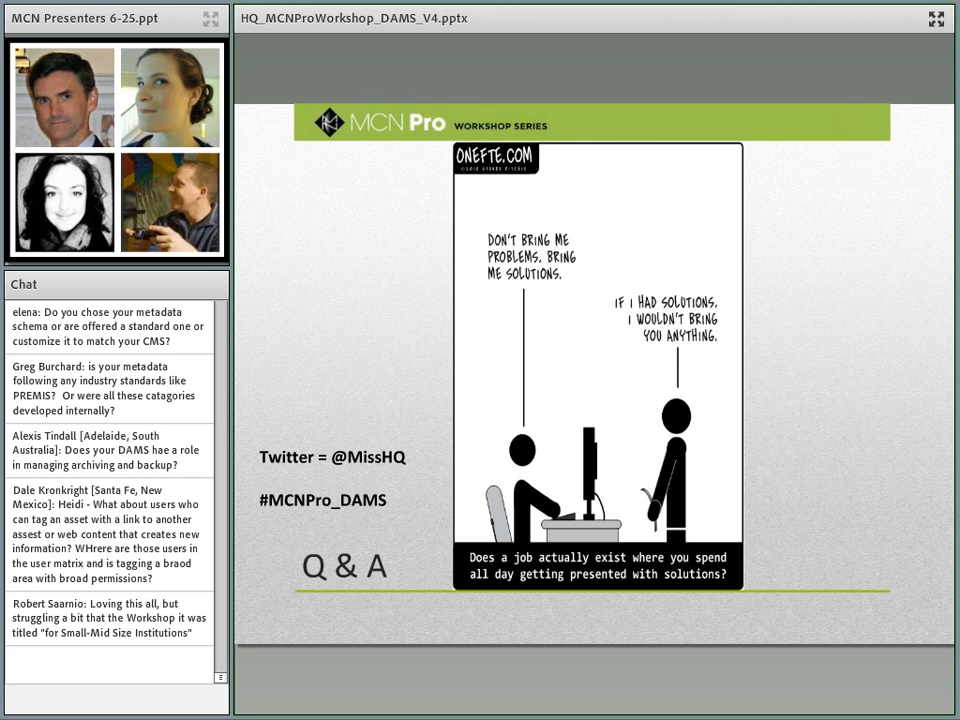 MCN Presenters 6-25.ppt
HQ_MCNProWorkshop_DAMS_V4.pptx
Chat
elena: Do you chose your metadata
schema or are offered a standard one or
customize it to match your CMS?
Greg Burchard: is your metadata
following any industry standards like
PREMIS?  Or were all these catagories
developed internally?
Alexis Tindall [Adelaide, South
Australia]: Does your DAMS hae a role
in managing archiving and backup?
Dale Kronkright [Santa Fe, New
Mexico]: Heidi - What about users who
can tag an asset with a link to another
assest or web content that creates new
information? WHrere are those users in
the user matrix and is tagging a braod
area with broad permissions?
Robert Saarnio: Loving this all, but
struggling a bit that the Workshop it was
titled "for Small-Mid Size Institutions"
MCN Pro WORKSHOP SERIES
ONEFTE.COM
DON'T BRING ME
PROBLEMS, BRING
ME SOLUTIONS.
IF I HAD SOLUTIONS,
I WOULDN'T BRING
YOU ANYTHING.
Twitter = @MissHQ
#MCNPro_DAMS
Q & A
Does a job actually exist where you spend
all day getting presented with solutions?